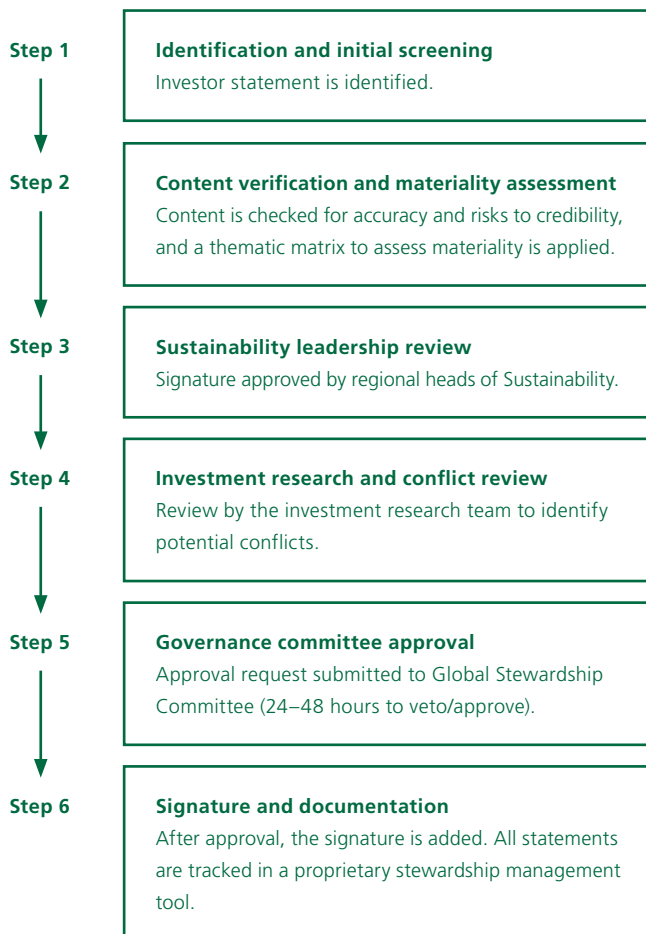 Step 1
Identification and initial screening
Investor statement is identified.
Step 2
Content verification and materiality assessment
Content is checked for accuracy and risks to credibility,
and a thematic matrix to assess materiality is applied.
Step 3
Sustainability leadership review
Signature approved by regional heads of Sustainability.
Step 4
Investment research and conflict review
Review by the investment research team to identify
potential conflicts.
Step 5
Governance committee approval
Approval request submitted to Global Stewardship
Committee (24–48 hours to veto/approve).
Step 6
Signature and documentation
After approval, the signature is added. All statements
are tracked in a proprietary stewardship management
tool.